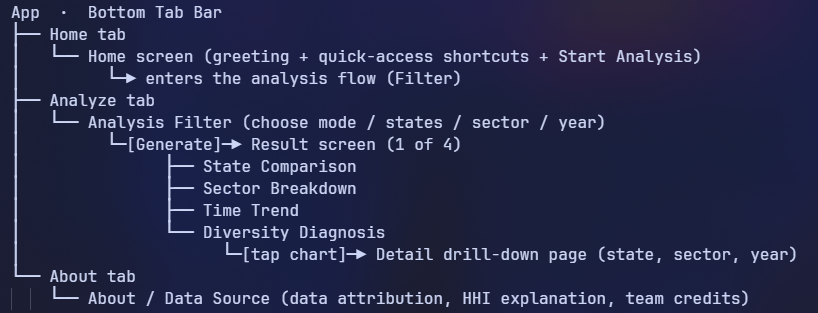 App  ·  Bottom Tab Bar
├── Home tab
│   └── Home screen (greeting + quick-access shortcuts + Start Analysis)
│         └─▶ enters the analysis flow (Filter)
├── Analyze tab
│   └── Analysis Filter (choose mode / states / sector / year)
│         └─[Generate]─▶ Result screen (1 of 4)
│               ├── State Comparison
│               ├── Sector Breakdown
│               ├── Time Trend
│               └── Diversity Diagnosis
│                     └─[tap chart]─▶ Detail drill-down page (state, sector, year)
└── About tab
    └── About / Data Source (data attribution, HHI explanation, team credits)